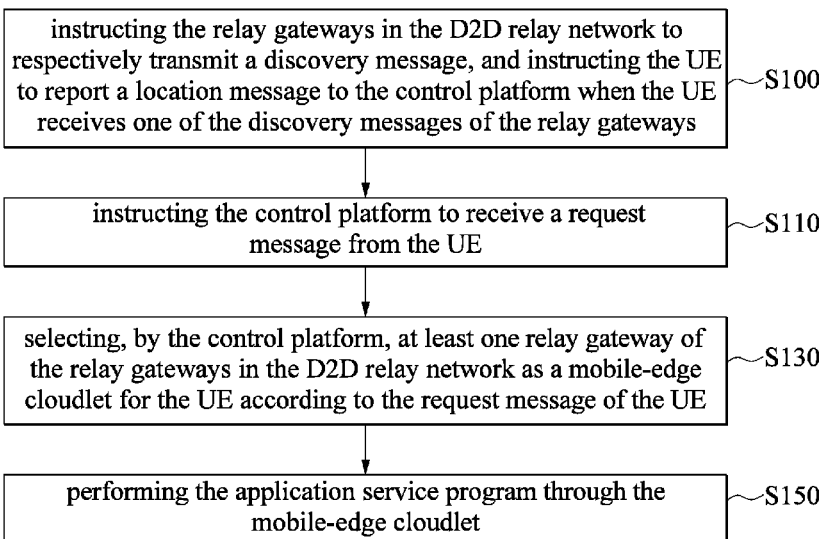 instructing the relay gateways in the D2D relay network to
respectively transmit a discovery message, and instructing the UE
to report a location message to the control platform when the UE
receives one of the discovery messages of the relay gateways
S100
instructing the control platform to receive a request
message from the UE
S110
selecting, by the control platform, at least one relay gateway of
the relay gateways in the D2D relay network as a mobile-edge
cloudlet for the UE according to the request message of the UE
S130
performing the application service program through the
mobile-edge cloudlet
S150